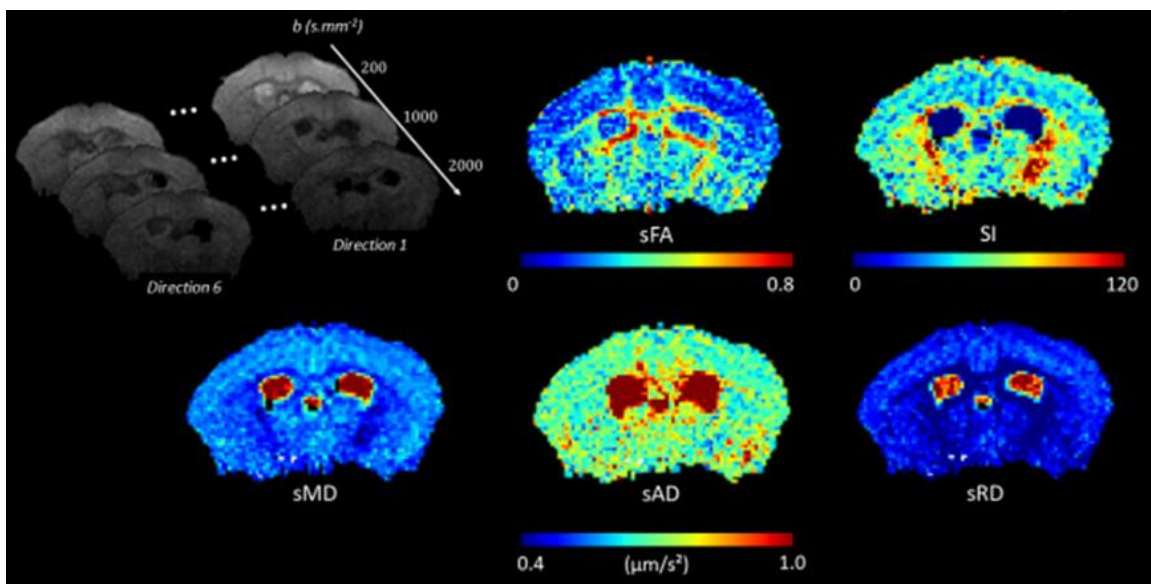 b (s.mm⁻²)
200
1000
2000
Direction 1
Direction 6
sFA
0 0.8
SI
0 120
sMD
sAD
sRD
0.4 (μm/s²) 1.0